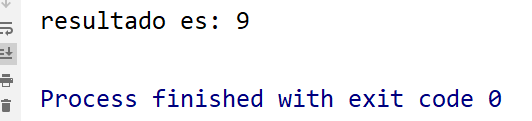 resultado es: 9
Process finished with exit code 0